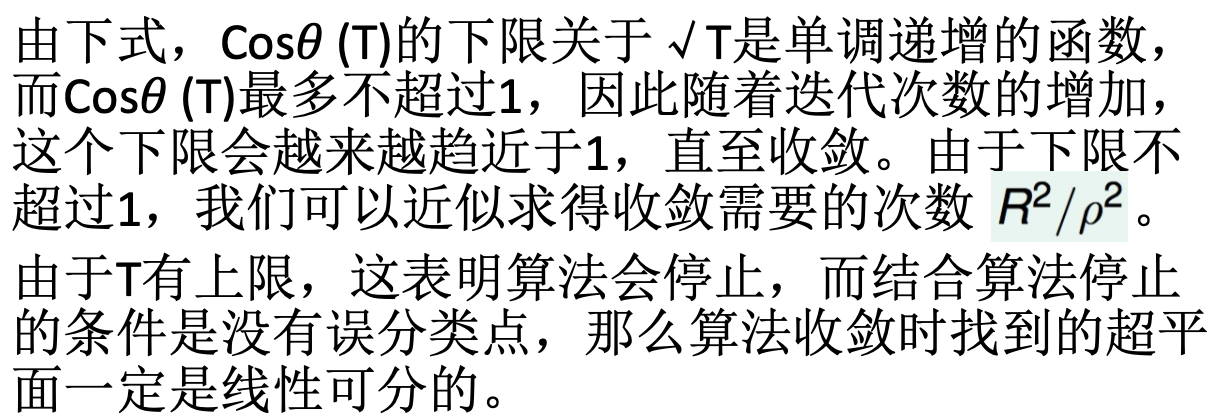 由下式，Cosθ (T)的下限关于 √T是单调递增的函数，
而Cosθ (T)最多不超过1，因此随着迭代次数的增加，
这个下限会越来越趋近于1，直至收敛。由于下限不
超过1，我们可以近似求得收敛需要的次数 R²/ρ² 。
由于T有上限，这表明算法会停止，而结合算法停止
的条件是没有误分类点，那么算法收敛时找到的超平
面一定是线性可分的。